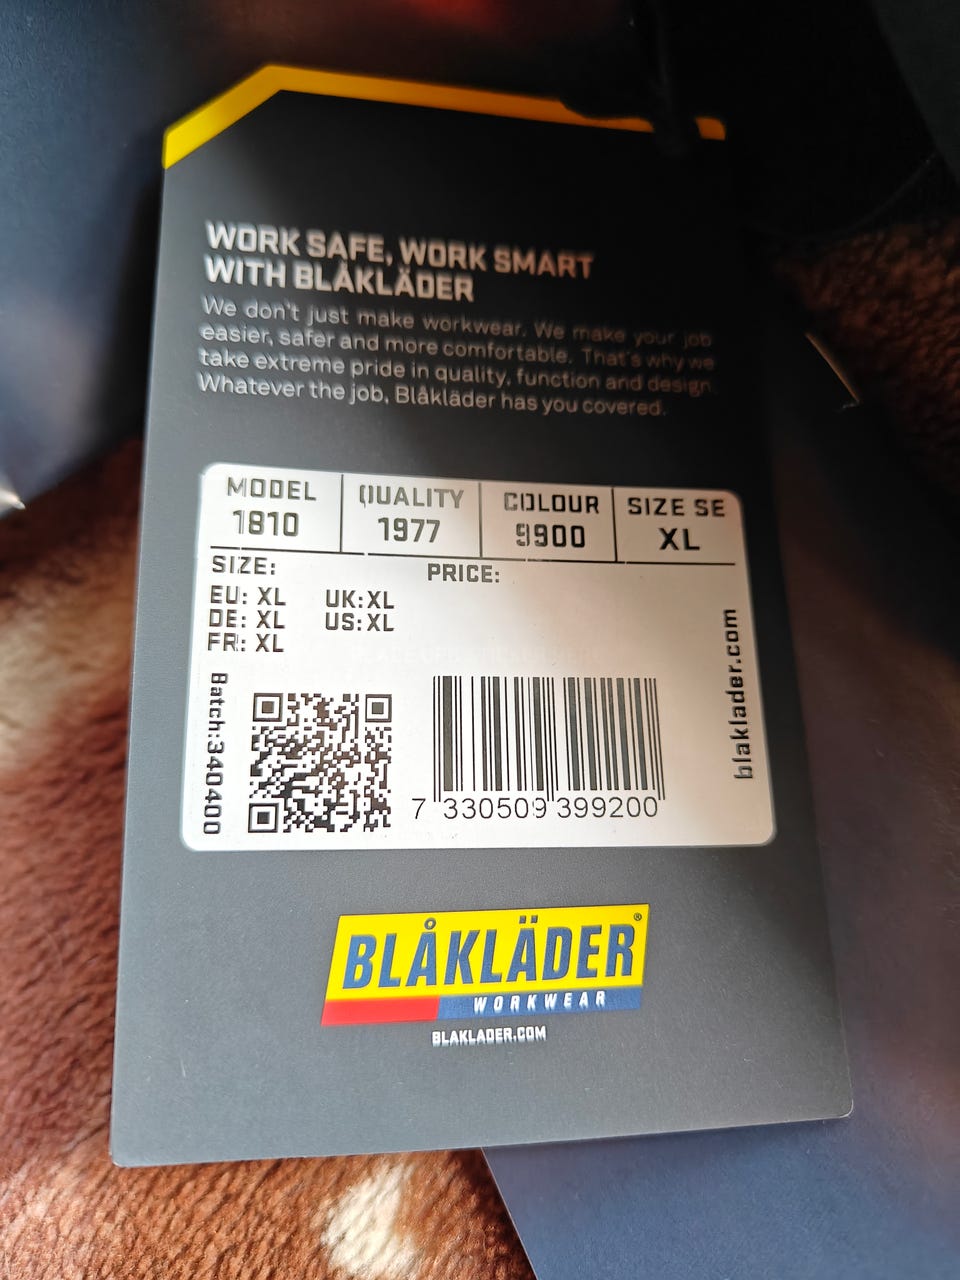 WORK SAFE, WORK SMART
WITH BLÅKLÄDER
We don't just make workwear. We make your job
easier, safer and more comfortable. That's why we
take extreme pride in quality, function and design.
Whatever the job, Blåkläder has you covered.
MODEL QUALITY COLOUR SIZE SE
1810 1977 9900 XL
SIZE: PRICE:
EU: XL UK:XL
DE: XL US:XL
FR: XL
Batch:340400
blaklader.com
7 330509 399200
BLÅKLÄDER®
WORKWEAR
BLAKLADER.COM